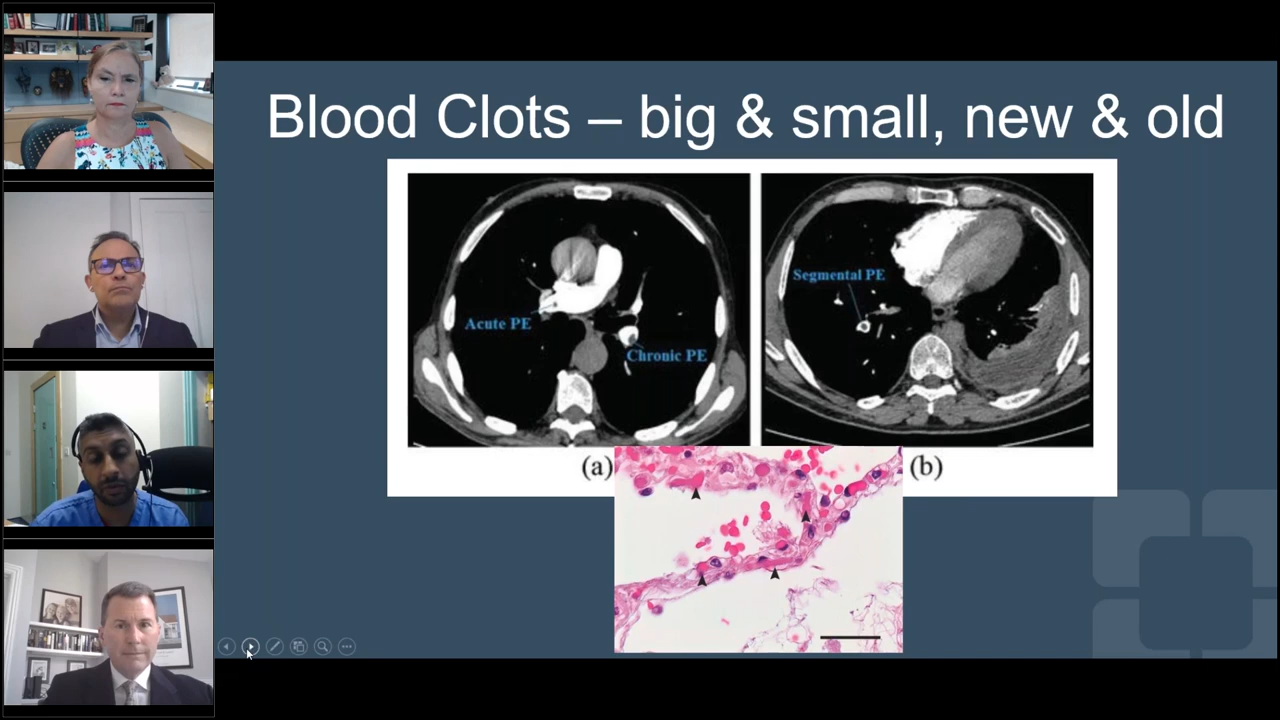 Blood Clots – big & small, new & old
Acute PE
Chronic PE
Segmental PE
(a)
(b)